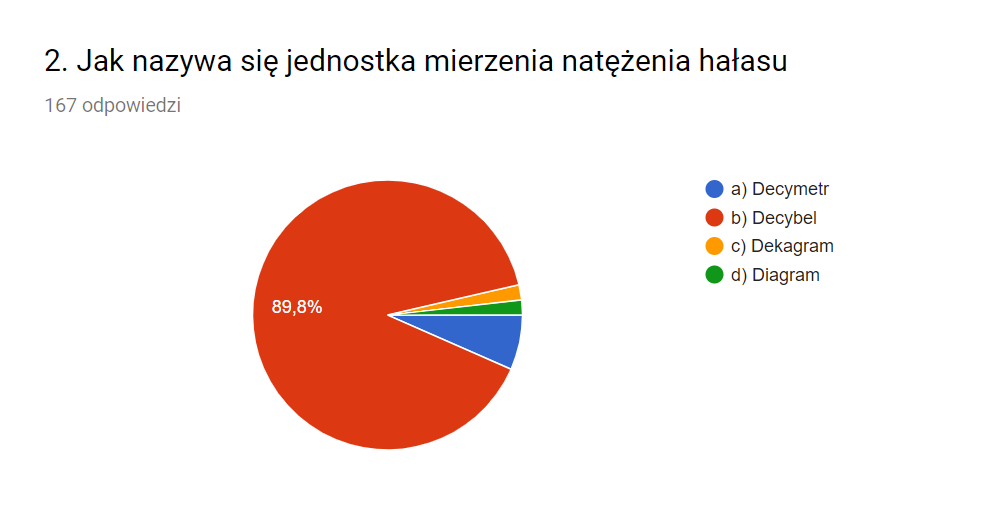 2. Jak nazywa się jednostka mierzenia natężenia hałasu
167 odpowiedzi
a) Decymetr
b) Decybel
c) Dekagram
d) Diagram
89,8%